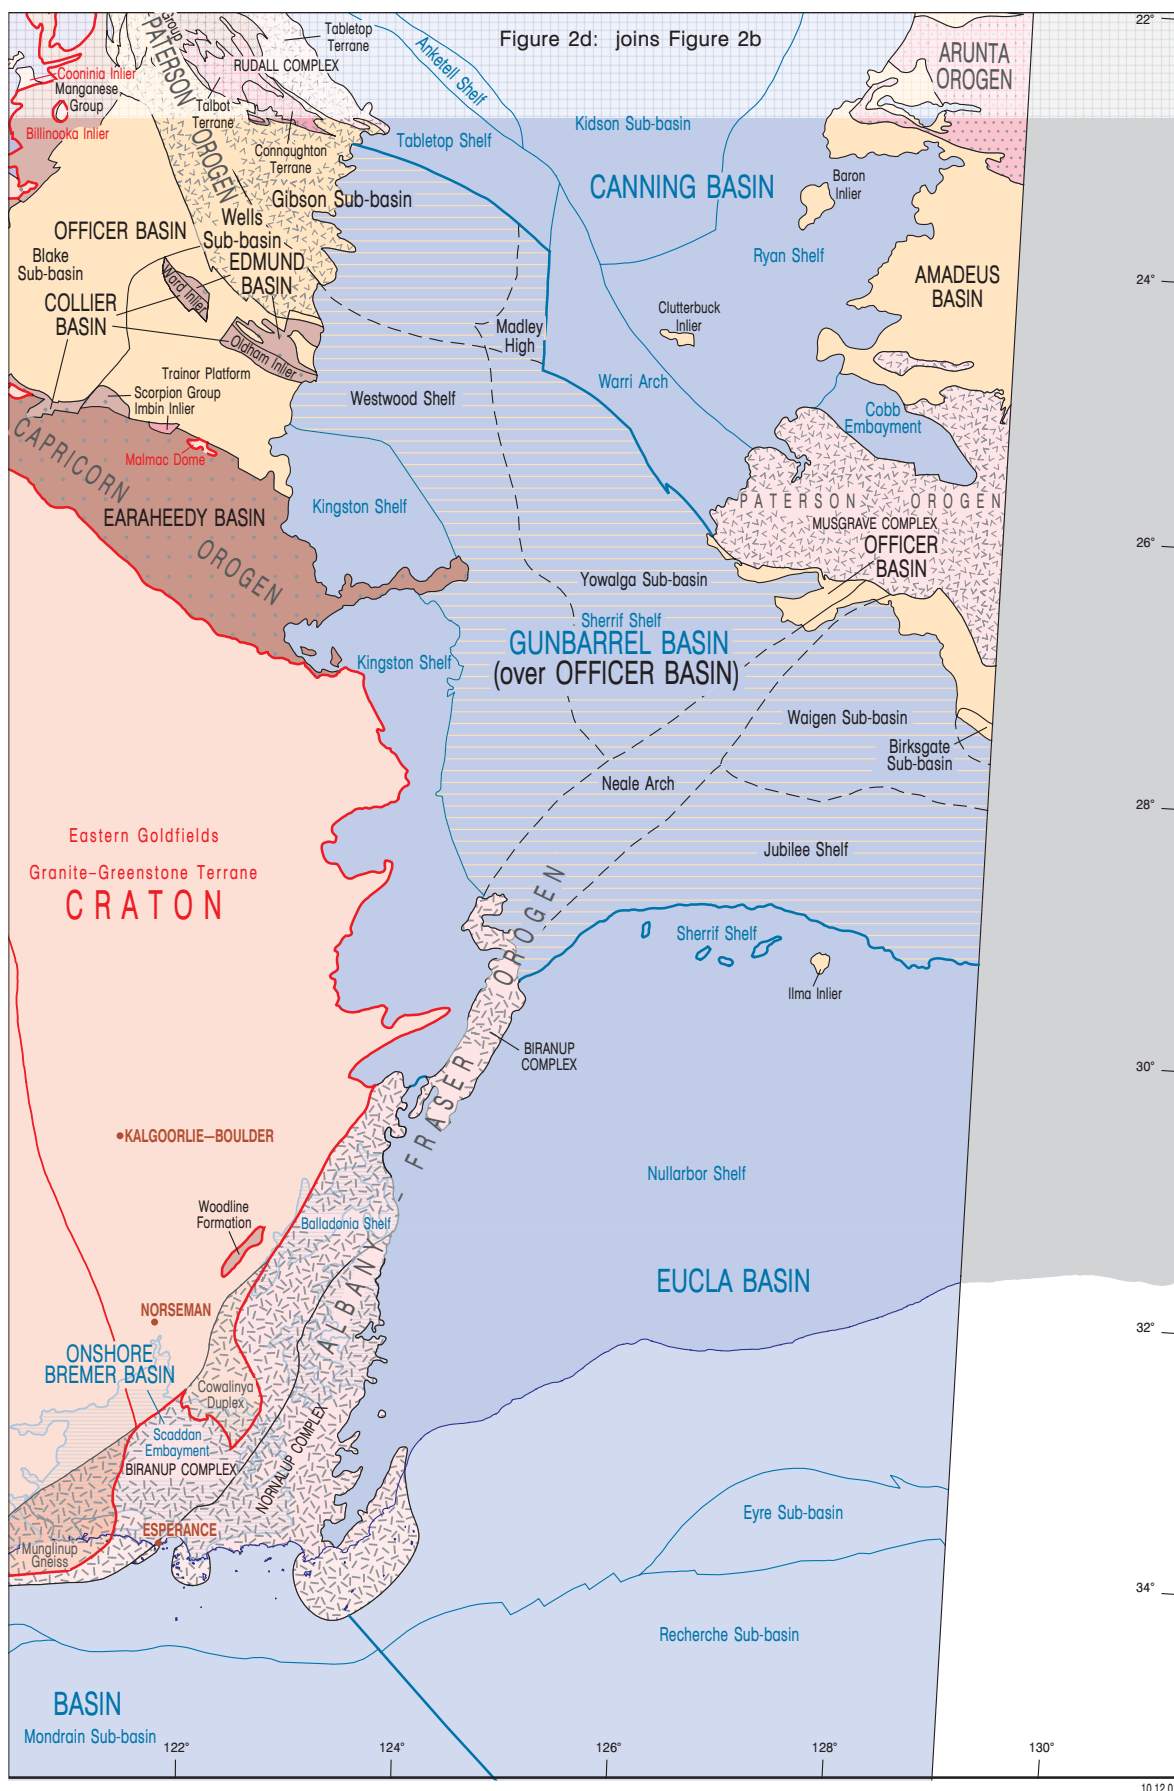 Figure 2d: joins Figure 2b
22°
Group
Tabletop
Terrane
RUDALL COMPLEX
Anketell Shelf
ARUNTA
OROGEN
PATERSON
OROGEN
Cooninia Inlier
Manganese
Group
Billinooka Inlier
Talbot
Terrane
Connaughton
Terrane
Tabletop Shelf
Kidson Sub-basin
CANNING BASIN
Baron
Inlier
Gibson Sub-basin
OFFICER BASIN
Wells
Sub-basin
Blake
Sub-basin
EDMUND
BASIN
Ryan Shelf
AMADEUS
BASIN
24°
COLLIER
BASIN
Ward Inlier
Oldham Inlier
Madley
High
Clutterbuck
Inlier
Trainor Platform
Scorpion Group
Imbin Inlier
Westwood Shelf
Warri Arch
Cobb
Embayment
Malmac Dome
CAPRICORN
OROGEN
EARAHEEDY BASIN
Kingston Shelf
PATERSON OROGEN
MUSGRAVE COMPLEX
OFFICER
BASIN
26°
Yowalga Sub-basin
Sherrif Shelf
GUNBARREL BASIN
(over OFFICER BASIN)
Kingston Shelf
Waigen Sub-basin
Birksgate
Sub-basin
Neale Arch
28°
Eastern Goldfields
Granite–Greenstone Terrane
CRATON
Jubilee Shelf
Sherrif Shelf
Ilma Inlier
BIRANUP
COMPLEX
30°
ALBANY – FRASER OROGEN
KALGOORLIE–BOULDER
Nullarbor Shelf
Woodline
Formation
Balladonia Shelf
EUCLA BASIN
NORSEMAN
32°
ONSHORE
BREMER BASIN
Cowalinya
Duplex
Scaddan
Embayment
BIRANUP COMPLEX
NORNALUP COMPLEX
Eyre Sub-basin
ESPERANCE
Munglinup
Gneiss
34°
Recherche Sub-basin
BASIN
Mondrain Sub-basin
122°
124°
126°
128°
130°
10.12.0